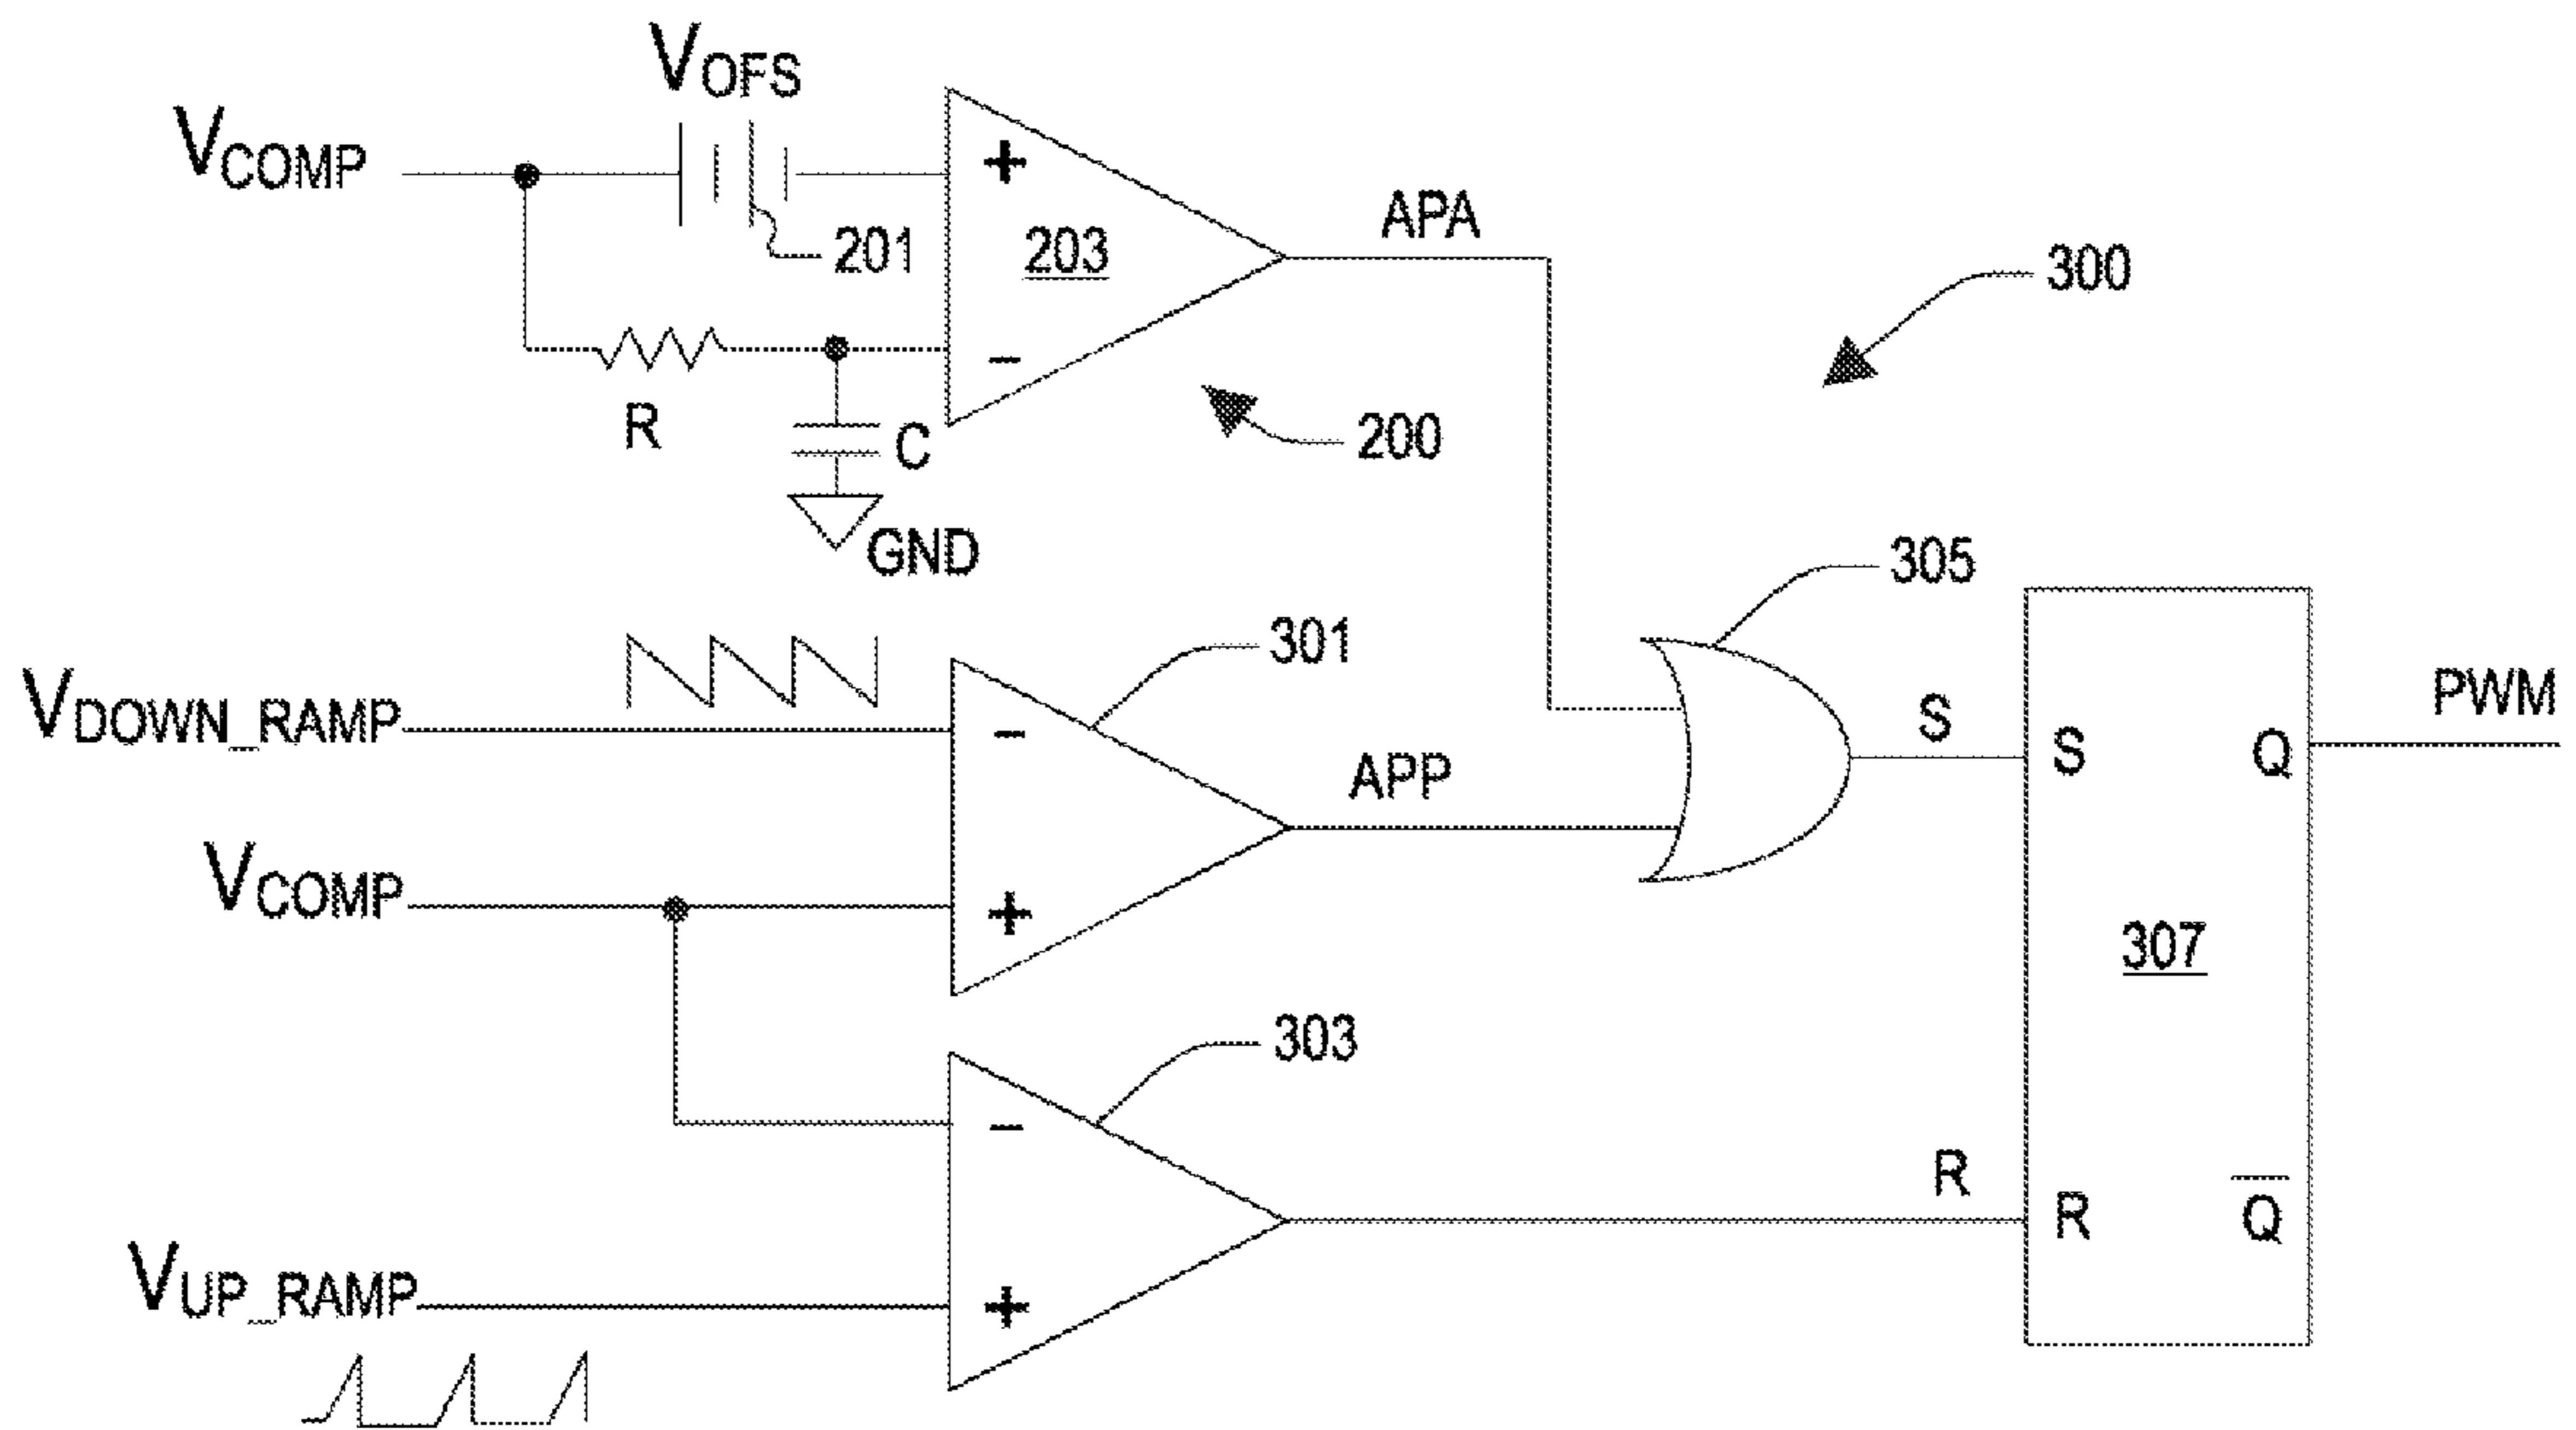 VOFS
VCOMP
+
201
203
APA
300
R
−
C
200
GND
305
301
VDOWN_RAMP
−
APP
S
S
Q
PWM
VCOMP
+
307
303
−
R
R
Q̅
VUP_RAMP
+